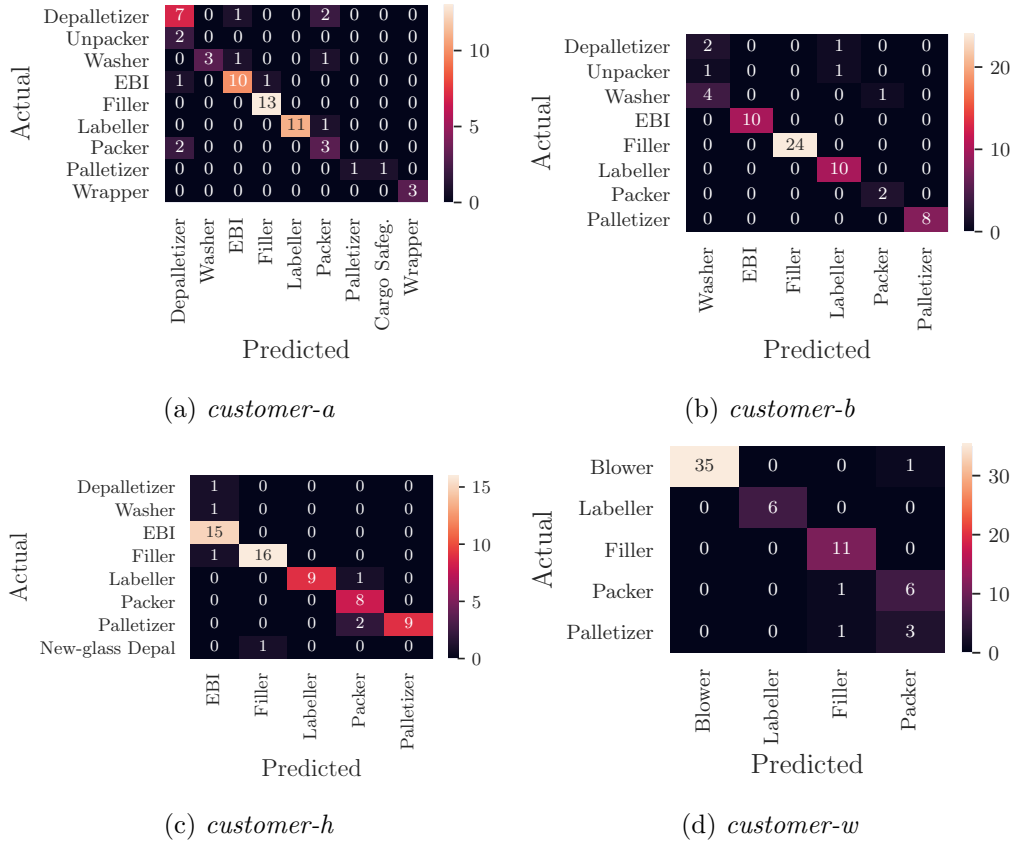 Depalletizer 7 0 1 0 0 2 0 0 0
Unpacker 2 0 0 0 0 0 0 0 0
Washer 0 3 1 0 0 1 0 0 0
EBI 1 0 10 1 0 0 0 0 0
Filler 0 0 0 13 0 0 0 0 0
Labeller 0 0 0 0 11 1 0 0 0
Packer 2 0 0 0 0 3 0 0 0
Palletizer 0 0 0 0 0 0 1 1 0
Wrapper 0 0 0 0 0 0 0 0 3
Actual
10
5
0
Depalletizer
Washer
EBI
Filler
Labeller
Packer
Palletizer
Cargo Safeg.
Wrapper
Predicted
(a) customer-a
Depalletizer 2 0 0 1 0 0
Unpacker 1 0 0 1 0 0
Washer 4 0 0 0 1 0
EBI 0 10 0 0 0 0
Filler 0 0 24 0 0 0
Labeller 0 0 0 10 0 0
Packer 0 0 0 0 2 0
Palletizer 0 0 0 0 0 8
Actual
20
10
0
Washer
EBI
Filler
Labeller
Packer
Palletizer
Predicted
(b) customer-b
Depalletizer 1 0 0 0 0
Washer 1 0 0 0 0
EBI 15 0 0 0 0
Filler 1 16 0 0 0
Labeller 0 0 9 1 0
Packer 0 0 0 8 0
Palletizer 0 0 0 2 9
New-glass Depal 0 1 0 0 0
Actual
15
10
5
0
EBI
Filler
Labeller
Packer
Palletizer
Predicted
(c) customer-h
Blower 35 0 0 1
Labeller 0 6 0 0
Filler 0 0 11 0
Packer 0 0 1 6
Palletizer 0 0 1 3
Actual
30
20
10
0
Blower
Labeller
Filler
Packer
Predicted
(d) customer-w